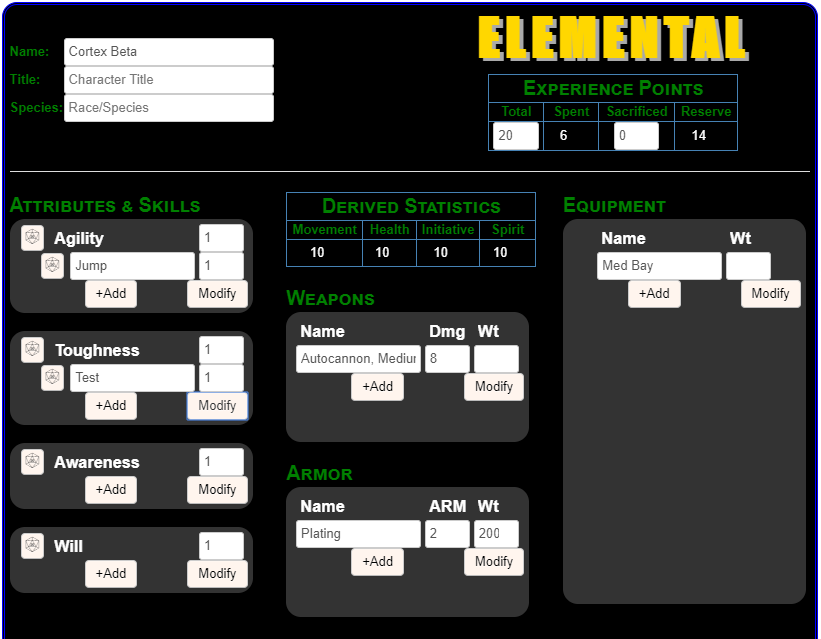 ELEMENTAL
Name: Cortex Beta
Title: Character Title
Species: Race/Species
Experience Points
Total Spent Sacrificed Reserve
20 6 0 14
Attributes & Skills
Agility 1
Jump 1
+Add Modify
Toughness 1
Test 1
+Add Modify
Awareness 1
+Add Modify
Will 1
+Add Modify
Derived Statistics
Movement Health Initiative Spirit
10 10 10 10
Weapons
Name Dmg Wt
Autocannon, Mediur 8
+Add Modify
Armor
Name ARM Wt
Plating 2 200
+Add Modify
Equipment
Name Wt
Med Bay
+Add Modify